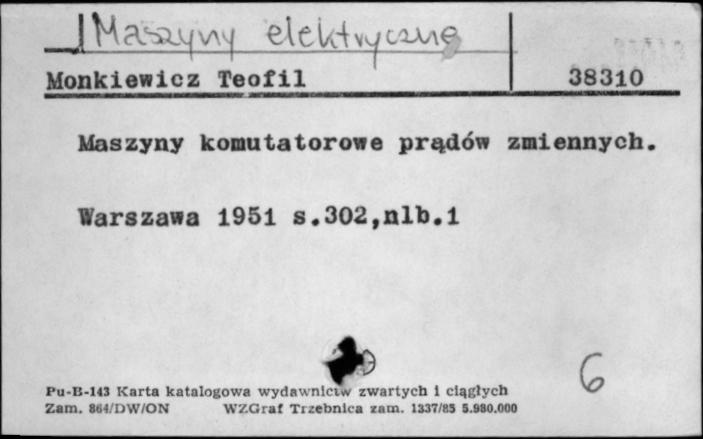 Maszyny elektryczne
Monkiewicz Teofil 38310
Maszyny komutatorowe prądów zmiennych.
Warszawa 1951 s.302,nlb.1
6
Pu-B-143 Karta katalogowa wydawnictw zwartych i ciągłych
Zam. 864/DW/ON WZGraf Trzebnica zam. 1337/85 5.980.000